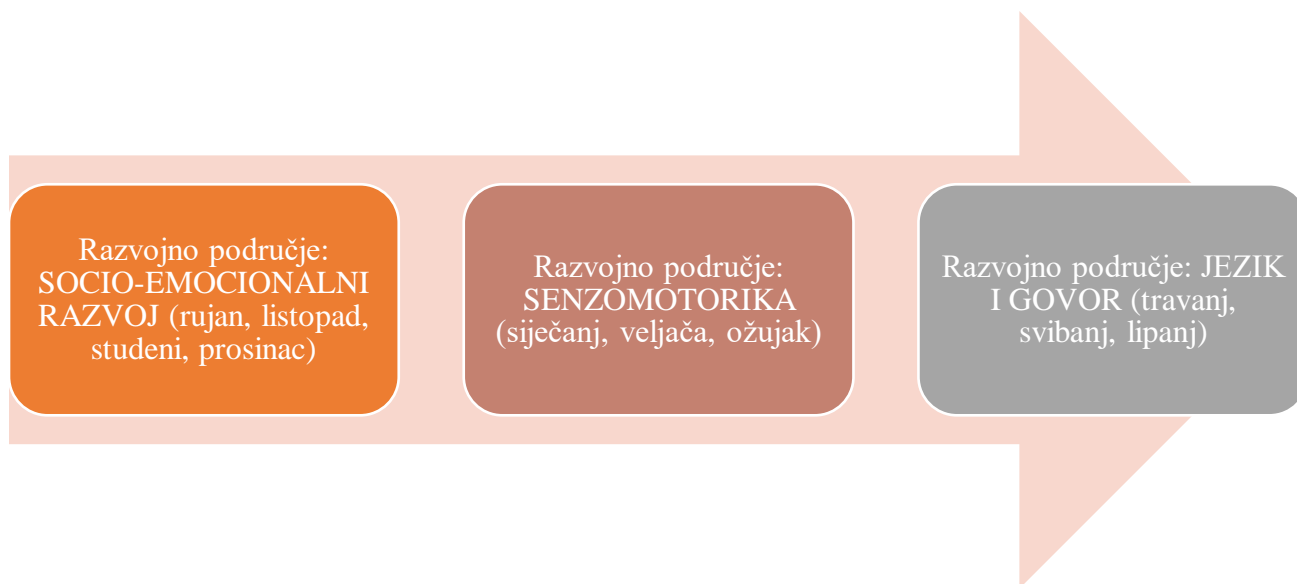 Razvojno područje:
SOCIO-EMOCIONALNI
RAZVOJ (rujan, listopad,
studeni, prosinac)
Razvojno područje:
SENZOMOTORIKA
(siječanj, veljača, ožujak)
Razvojno područje: JEZIK
I GOVOR (travanj,
svibanj, lipanj)